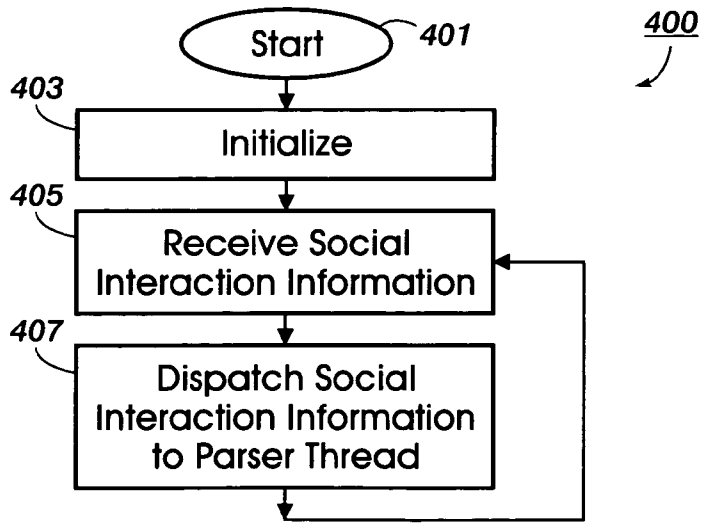 Start
401
400
403
Initialize
405
Receive Social
Interaction Information
407
Dispatch Social
Interaction Information
to Parser Thread